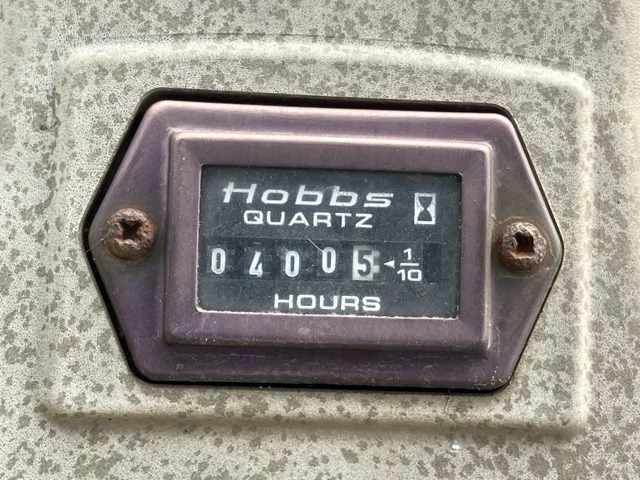 Hobbs
QUARTZ
04005 ◄ 1/10
HOURS